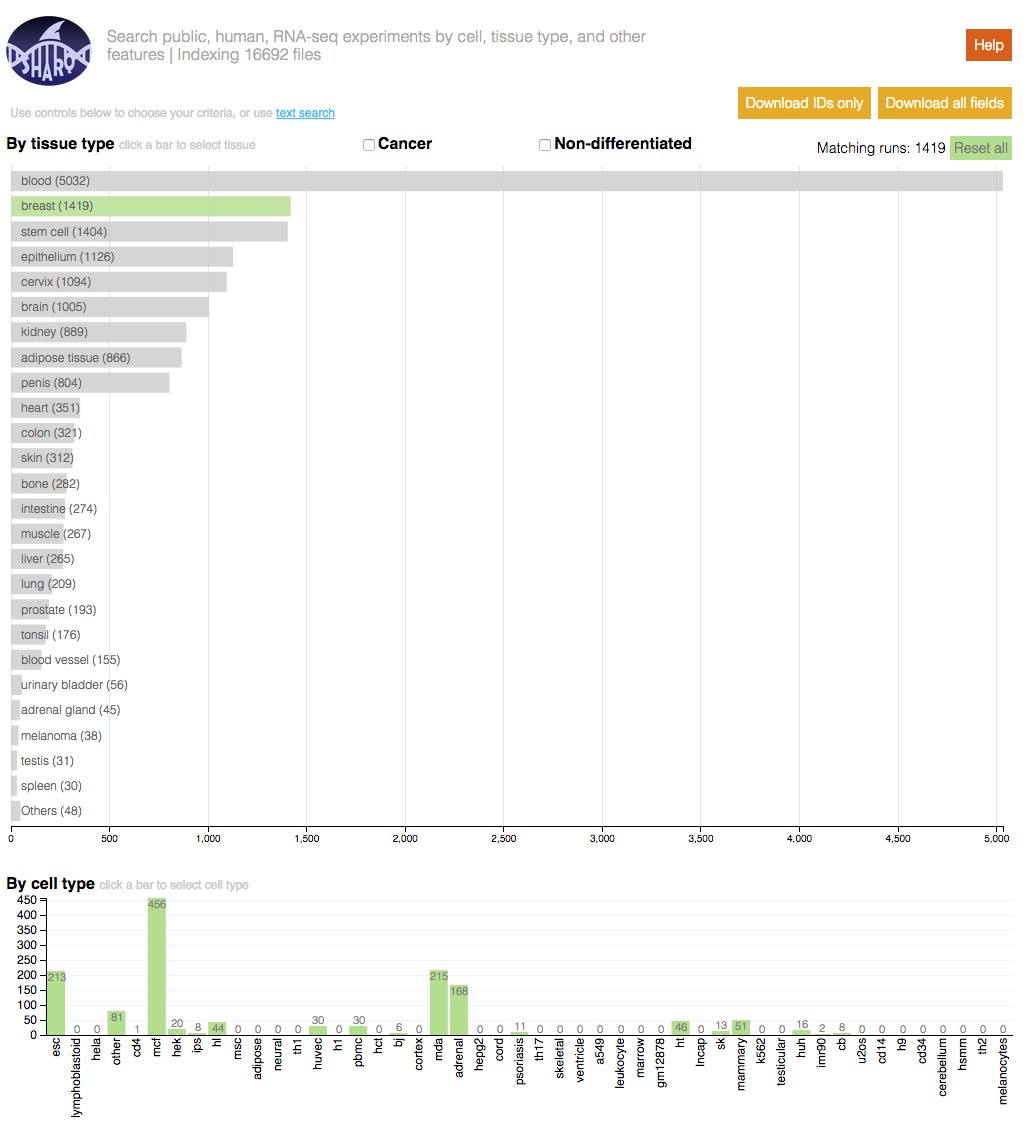 SHARQ
Search public, human, RNA-seq experiments by cell, tissue type, and other
features | Indexing 16692 files
Help
Download IDs only
Download all fields
Use controls below to choose your criteria, or use text search
By tissue type click a bar to select tissue
Cancer
Non-differentiated
Matching runs: 1419
Reset all
blood (5032)
breast (1419)
stem cell (1404)
epithelium (1126)
cervix (1094)
brain (1005)
kidney (889)
adipose tissue (866)
penis (804)
heart (351)
colon (321)
skin (312)
bone (282)
intestine (274)
muscle (267)
liver (265)
lung (209)
prostate (193)
tonsil (176)
blood vessel (155)
urinary bladder (56)
adrenal gland (45)
melanoma (38)
testis (31)
spleen (30)
Others (48)
0 500 1,000 1,500 2,000 2,500 3,000 3,500 4,000 4,500 5,000
By cell type click a bar to select cell type
450
400
350
300
250
200
150
100
50
0
213 0 0 81 1 456 20 8 44 0 0 0 0 30 0 30 0 6 0 215 168 0 0 11 0 0 0 0 0 0 0 46 0 13 51 0 0 16 2 8 0 0 0 0 0 0 0 0
esc
lymphoblastoid
hela
other
cd4
mcf
hek
ips
hl
msc
adipose
neural
th1
huvec
h1
pbmc
hct
bj
cortex
mda
adrenal
hepg2
cord
psoriasis
th17
skeletal
ventricle
a549
leukocyte
marrow
gm12878
ht
lncap
sk
mammary
k562
testicular
huh
imr90
cb
u2os
cd14
h9
cd34
cerebellum
hsmm
th2
melanocytes